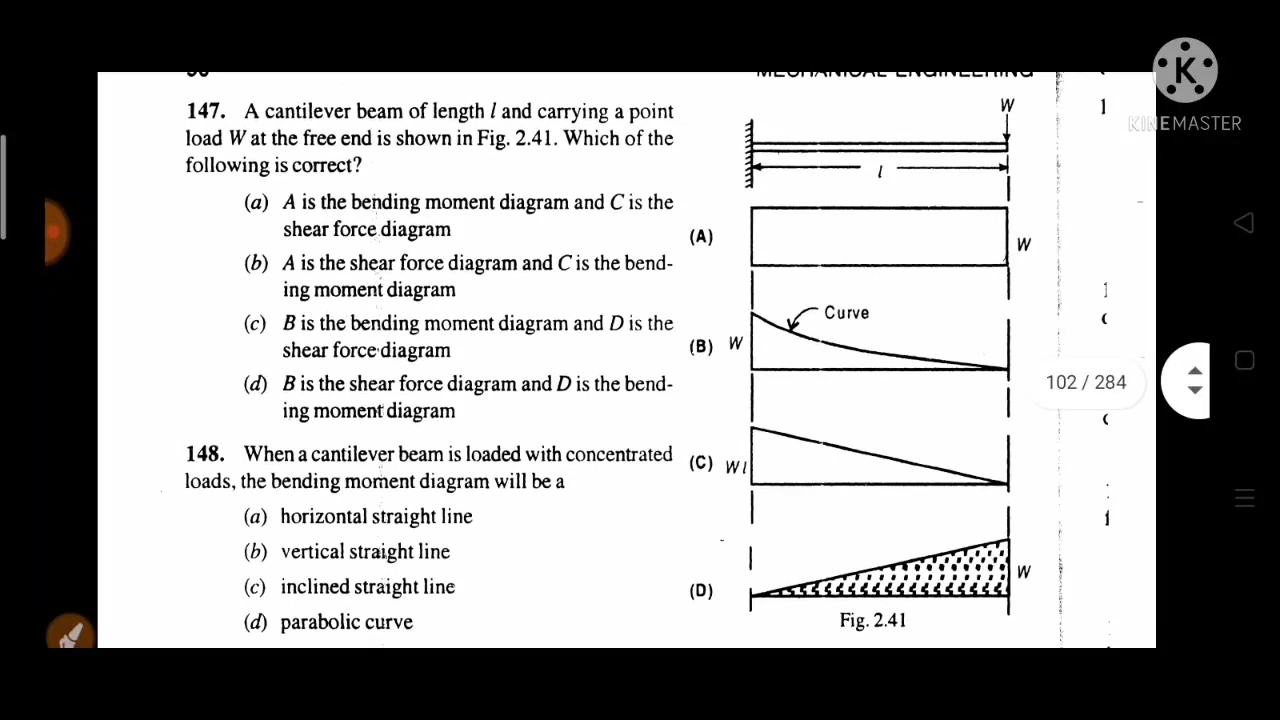 MECHANICAL ENGINEERING
KINEMASTER
147. A cantilever beam of length l and carrying a point
load W at the free end is shown in Fig. 2.41. Which of the
following is correct?
(a) A is the bending moment diagram and C is the
shear force diagram
(b) A is the shear force diagram and C is the bend-
ing moment diagram
(c) B is the bending moment diagram and D is the
shear force diagram
(d) B is the shear force diagram and D is the bend-
ing moment diagram
148. When a cantilever beam is loaded with concentrated
loads, the bending moment diagram will be a
(a) horizontal straight line
(b) vertical straight line
(c) inclined straight line
(d) parabolic curve
W
l
(A) W
(B) W Curve
(C) Wl
(D) W
Fig. 2.41
102 / 284